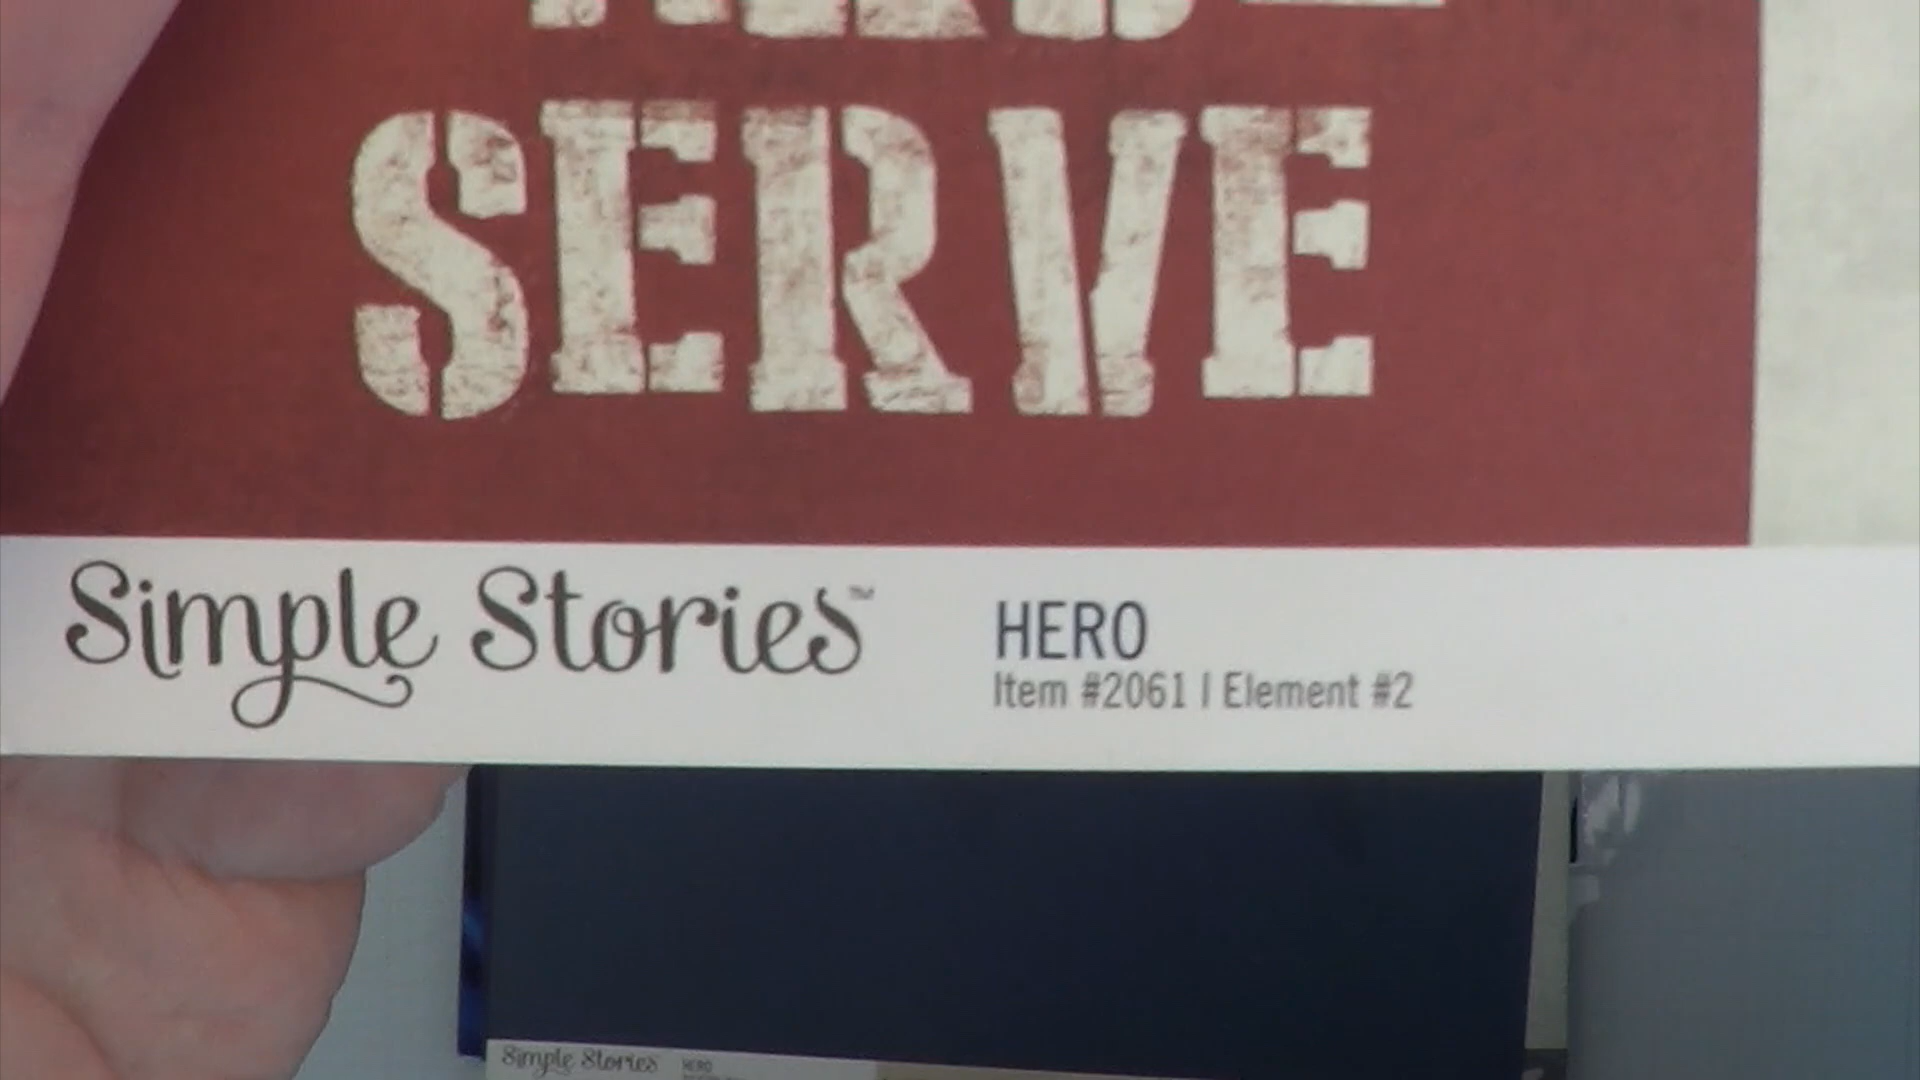 SERVE
Simple Stories™
HERO
Item #2061 | Element #2
Simple Stories HERO